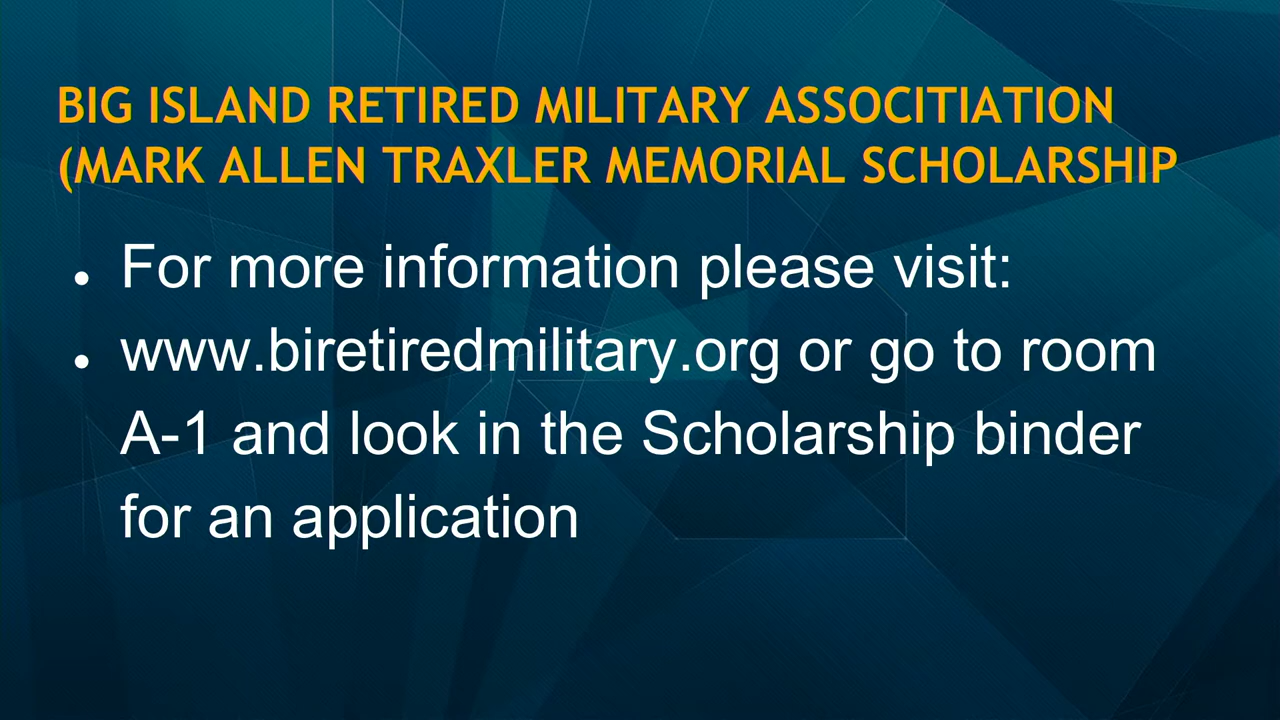 BIG ISLAND RETIRED MILITARY ASSOCITIATION
(MARK ALLEN TRAXLER MEMORIAL SCHOLARSHIP
• For more information please visit:
• www.biretiredmilitary.org or go to room
A-1 and look in the Scholarship binder
for an application